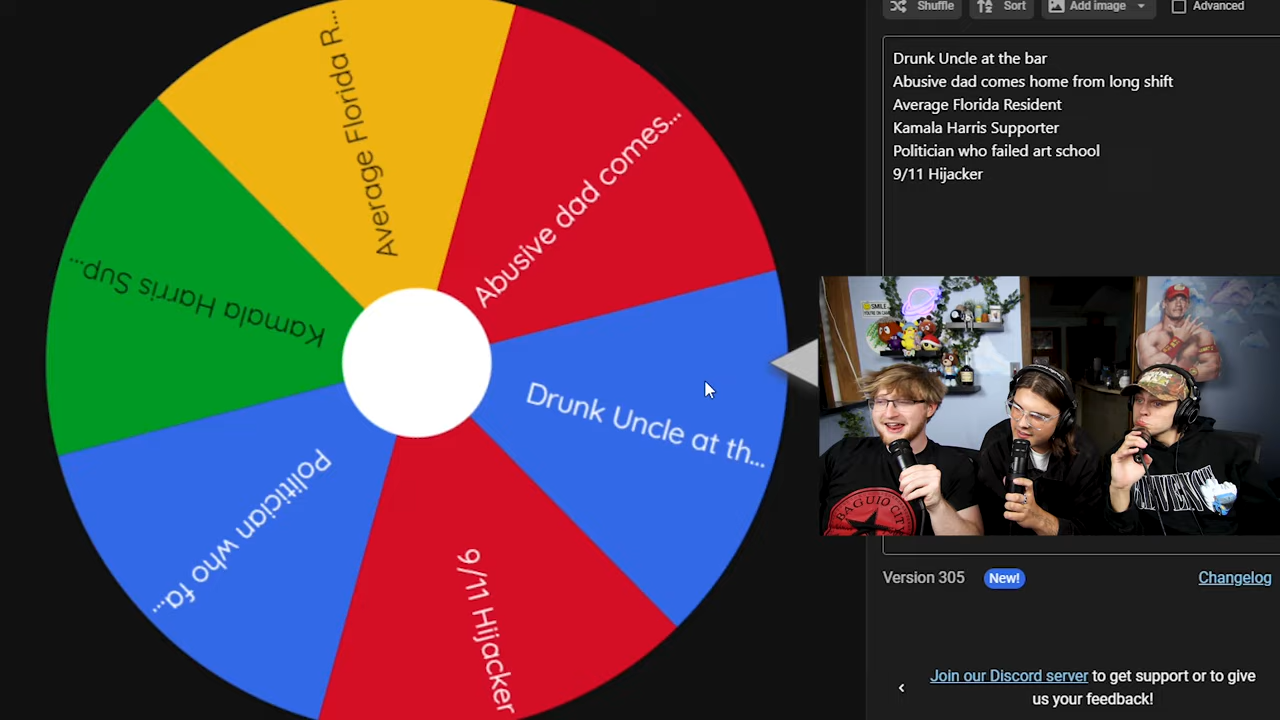 Shuffle
Sort
Add image
Advanced
Drunk Uncle at the bar
Abusive dad comes home from long shift
Average Florida Resident
Kamala Harris Supporter
Politician who failed art school
9/11 Hijacker
Average Florida R...
Abusive dad comes...
Drunk Uncle at th...
9/11 Hijacker
Politician who fa...
Kamala Harris Sup...
SMILE
BAGUIO CITY
Version 305
New!
Changelog
Join our Discord server to get support or to give
us your feedback!